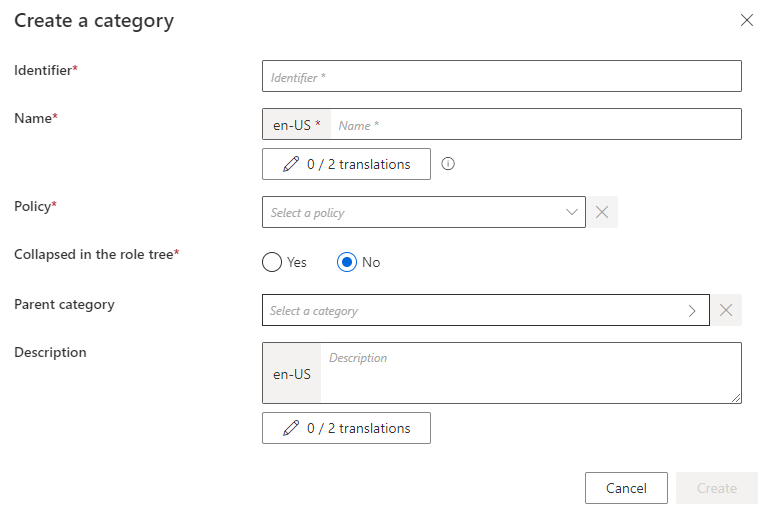 Create a category
Identifier*
Identifier *
Name*
en-US * Name *
0 / 2 translations
Policy*
Select a policy
Collapsed in the role tree*
Yes No
Parent category
Select a category
Description
en-US Description
0 / 2 translations
Cancel Create